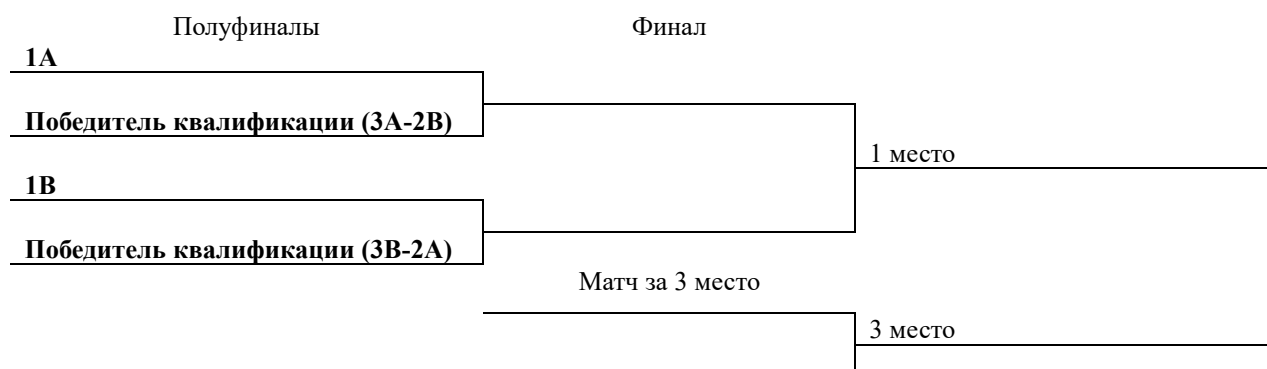 Полуфиналы
Финал
1А
Победитель квалификации (3А-2В)
1 место
1В
Победитель квалификации (3В-2А)
Матч за 3 место
3 место